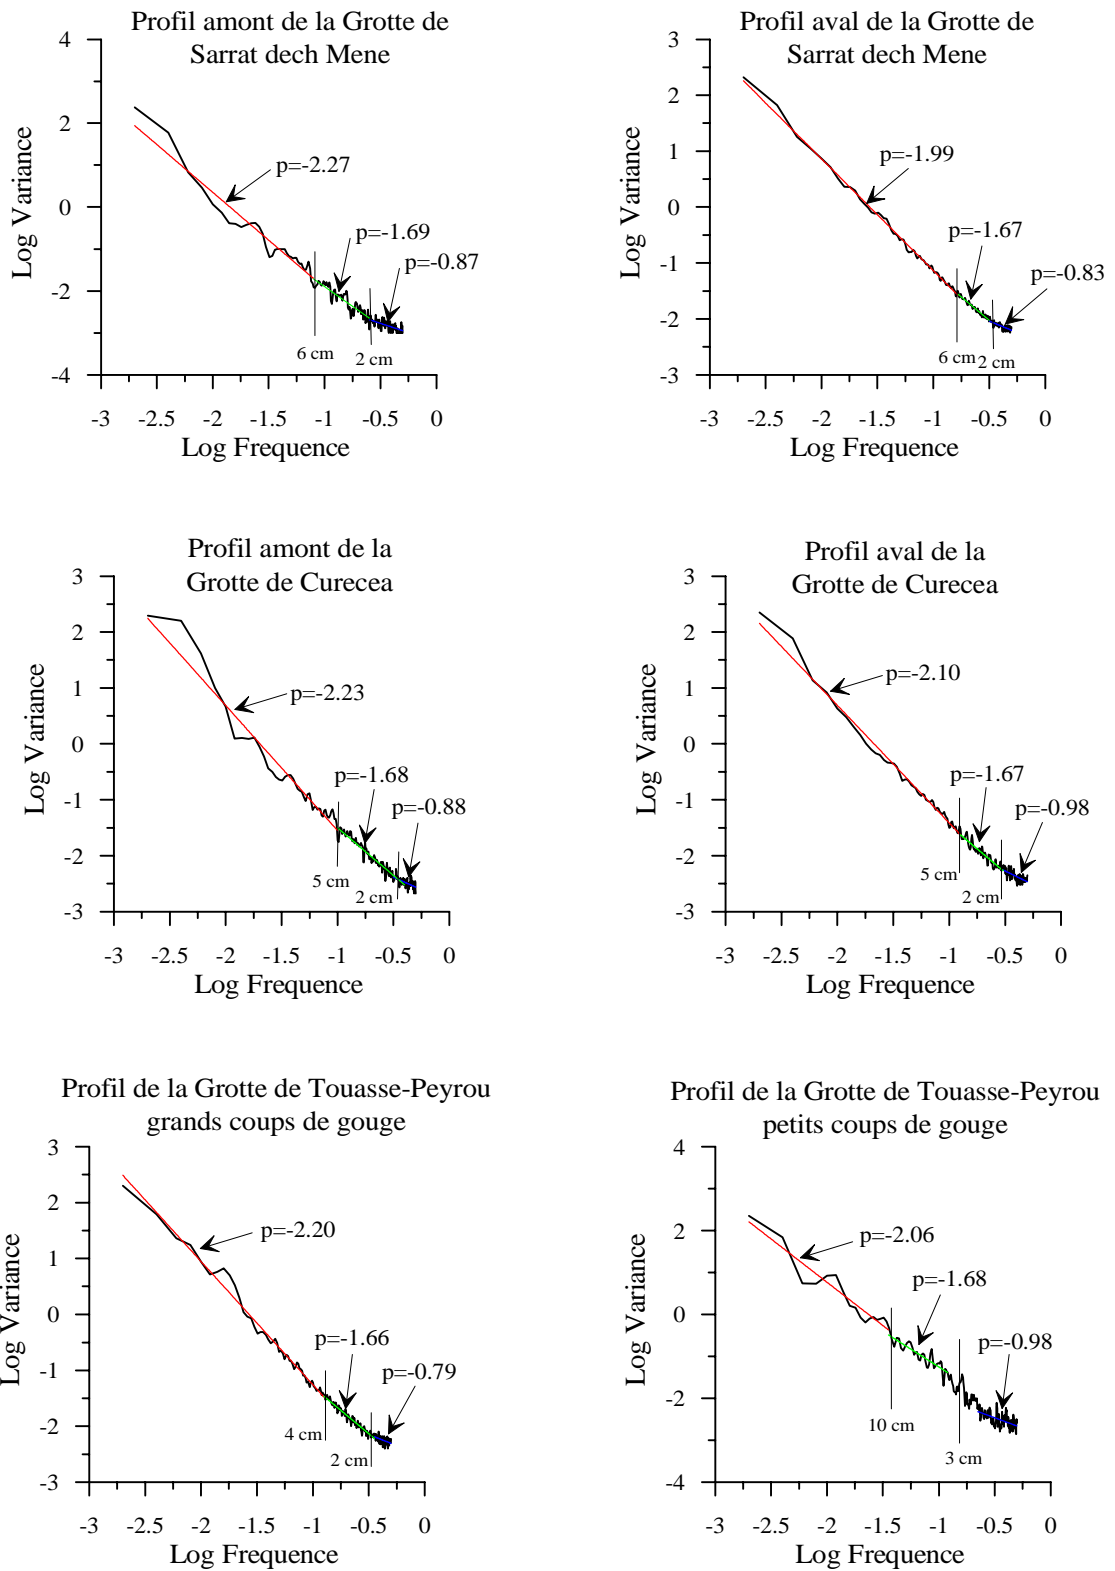 Profil amont de la Grotte de
Sarrat dech Mene
4
2
0
-2
-4
Log Variance
p=-2.27
p=-1.69
p=-0.87
6 cm
2 cm
-3 -2.5 -2 -1.5 -1 -0.5 0
Log Frequence
Profil aval de la Grotte de
Sarrat dech Mene
3
2
1
0
-1
-2
-3
Log Variance
p=-1.99
p=-1.67
p=-0.83
6 cm
2 cm
-3 -2.5 -2 -1.5 -1 -0.5 0
Log Frequence
Profil amont de la
Grotte de Curecea
3
2
1
0
-1
-2
-3
Log Variance
p=-2.23
p=-1.68
p=-0.88
5 cm
2 cm
-3 -2.5 -2 -1.5 -1 -0.5 0
Log Frequence
Profil aval de la
Grotte de Curecea
3
2
1
0
-1
-2
-3
Log Variance
p=-2.10
p=-1.67
p=-0.98
5 cm
2 cm
-3 -2.5 -2 -1.5 -1 -0.5 0
Log Frequence
Profil de la Grotte de Touasse-Peyrou
grands coups de gouge
3
2
1
0
-1
-2
-3
Log Variance
p=-2.20
p=-1.66
p=-0.79
4 cm
2 cm
-3 -2.5 -2 -1.5 -1 -0.5 0
Log Frequence
Profil de la Grotte de Touasse-Peyrou
petits coups de gouge
4
2
0
-2
-4
Log Variance
p=-2.06
p=-1.68
p=-0.98
10 cm
3 cm
-3 -2.5 -2 -1.5 -1 -0.5 0
Log Frequence